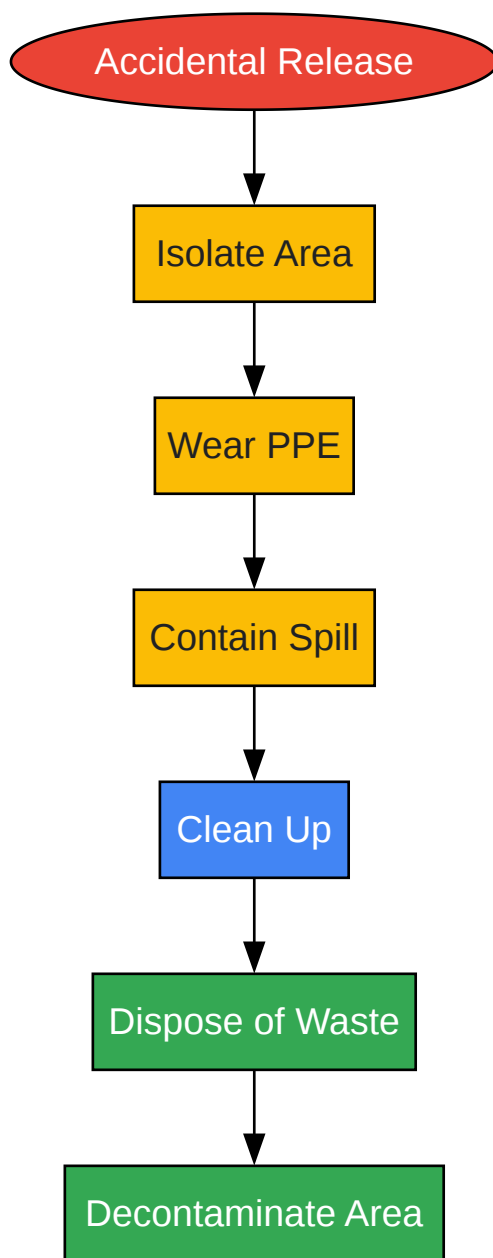 Accidental Release
Isolate Area
Wear PPE
Contain Spill
Clean Up
Dispose of Waste
Decontaminate Area